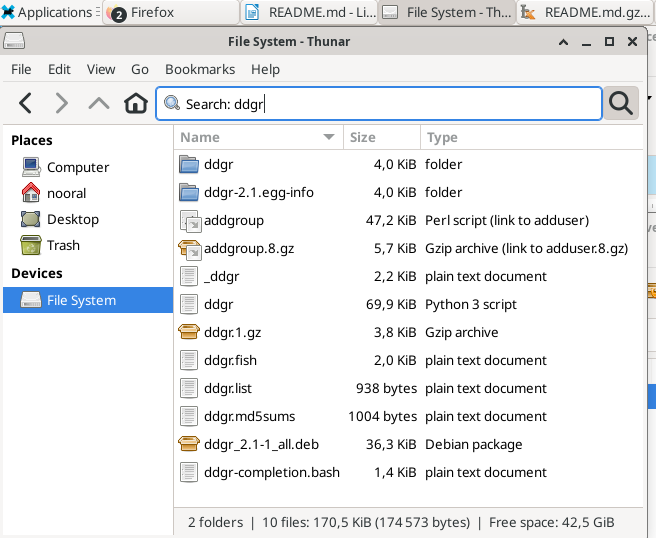 Applications 2 Firefox README.md - Li... File System - Th... README.md.gz...
File System - Thunar
File Edit View Go Bookmarks Help
Search: ddgr
Places
Computer
nooral
Desktop
Trash
Devices
File System
Name Size Type
ddgr 4,0 KiB folder
ddgr-2.1.egg-info 4,0 KiB folder
addgroup 47,2 KiB Perl script (link to adduser)
addgroup.8.gz 5,7 KiB Gzip archive (link to adduser.8.gz)
_ddgr 2,2 KiB plain text document
ddgr 69,9 KiB Python 3 script
ddgr.1.gz 3,8 KiB Gzip archive
ddgr.fish 2,0 KiB plain text document
ddgr.list 938 bytes plain text document
ddgr.md5sums 1004 bytes plain text document
ddgr_2.1-1_all.deb 36,3 KiB Debian package
ddgr-completion.bash 1,4 KiB plain text document
2 folders | 10 files: 170,5 KiB (174 573 bytes) | Free space: 42,5 GiB